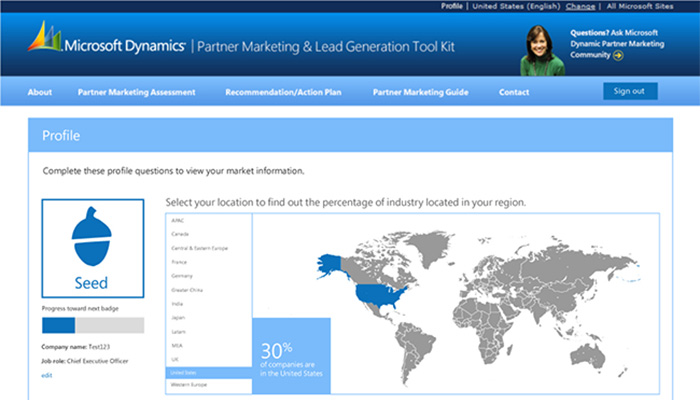 Profile | United States (English) Change | All Microsoft Sites
Microsoft Dynamics | Partner Marketing & Lead Generation Tool Kit
Questions? Ask Microsoft
Dynamic Partner Marketing
Community
About Partner Marketing Assessment Recommendation/Action Plan Partner Marketing Guide Contact Sign out
Profile
Complete these profile questions to view your market information.
Seed
Progress toward next badge
Company name: Test123
Job role: Chief Executive Officer
edit
Select your location to find out the percentage of industry located in your region.
APAC
Canada
Central & Eastern Europe
France
Germany
Greater China
India
Japan
Latam
MEA
UK
United States
Western Europe
30%
of companies are
in the United States